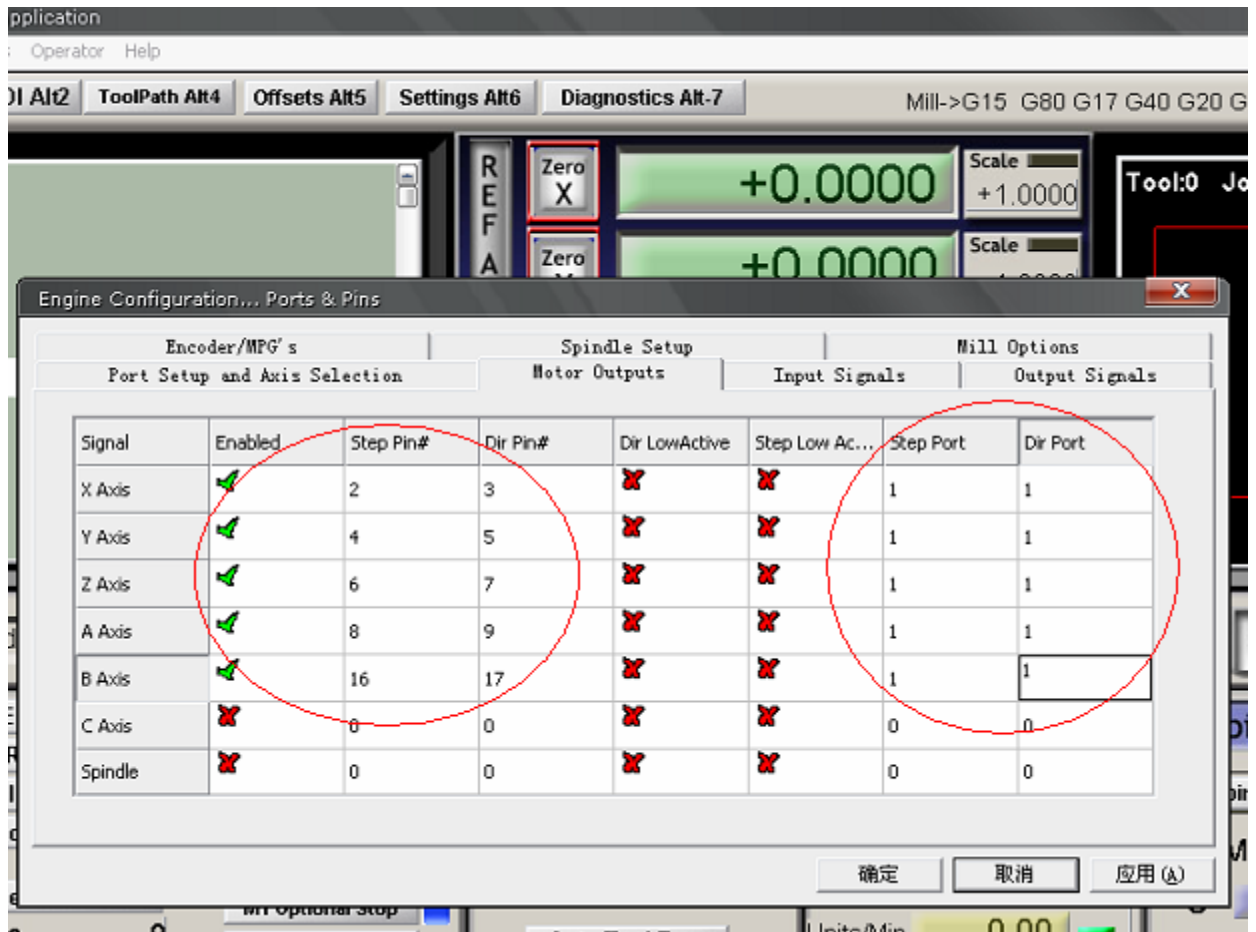 pplication
Operator Help
OI Alt2 ToolPath Alt4 Offsets Alt5 Settings Alt6 Diagnostics Alt-7 Mill->G15 G80 G17 G40 G20 G
REF A
Zero X +0.0000 Scale +1.0000 Tool:0 Jo
Zero +0.0000 Scale
Engine Configuration... Ports & Pins X
Encoder/MPG's Spindle Setup Mill Options
Port Setup and Axis Selection Motor Outputs Input Signals Output Signals
Signal Enabled Step Pin# Dir Pin# Dir LowActive Step Low Ac... Step Port Dir Port
X Axis 2 3 1 1
Y Axis 4 5 1 1
Z Axis 6 7 1 1
A Axis 8 9 1 1
B Axis 16 17 1 1
C Axis 0 0 0 0
Spindle 0 0 0 0
确定 取消 应用(A)
M1 Optional Stop
Units/Min 0.00